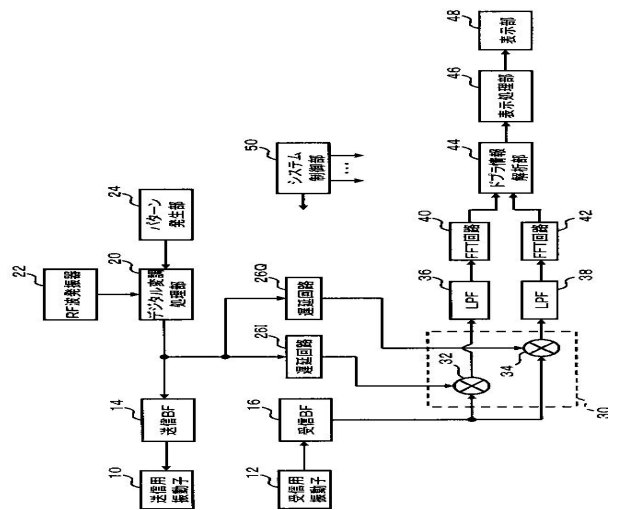 10
送信用
振動子
14
送信BF
22
RF波発振器
20
デジタル変調
処理部
24
パターン
発生部
12
受信用
振動子
16
受信BF
26I
遅延回路
26Q
遅延回路
50
システム
制御部
…
32
34
30
36
LPF
38
LPF
40
FFT回路
42
FFT回路
44
ドプラ情報
解析部
46
表示処理部
48
表示部